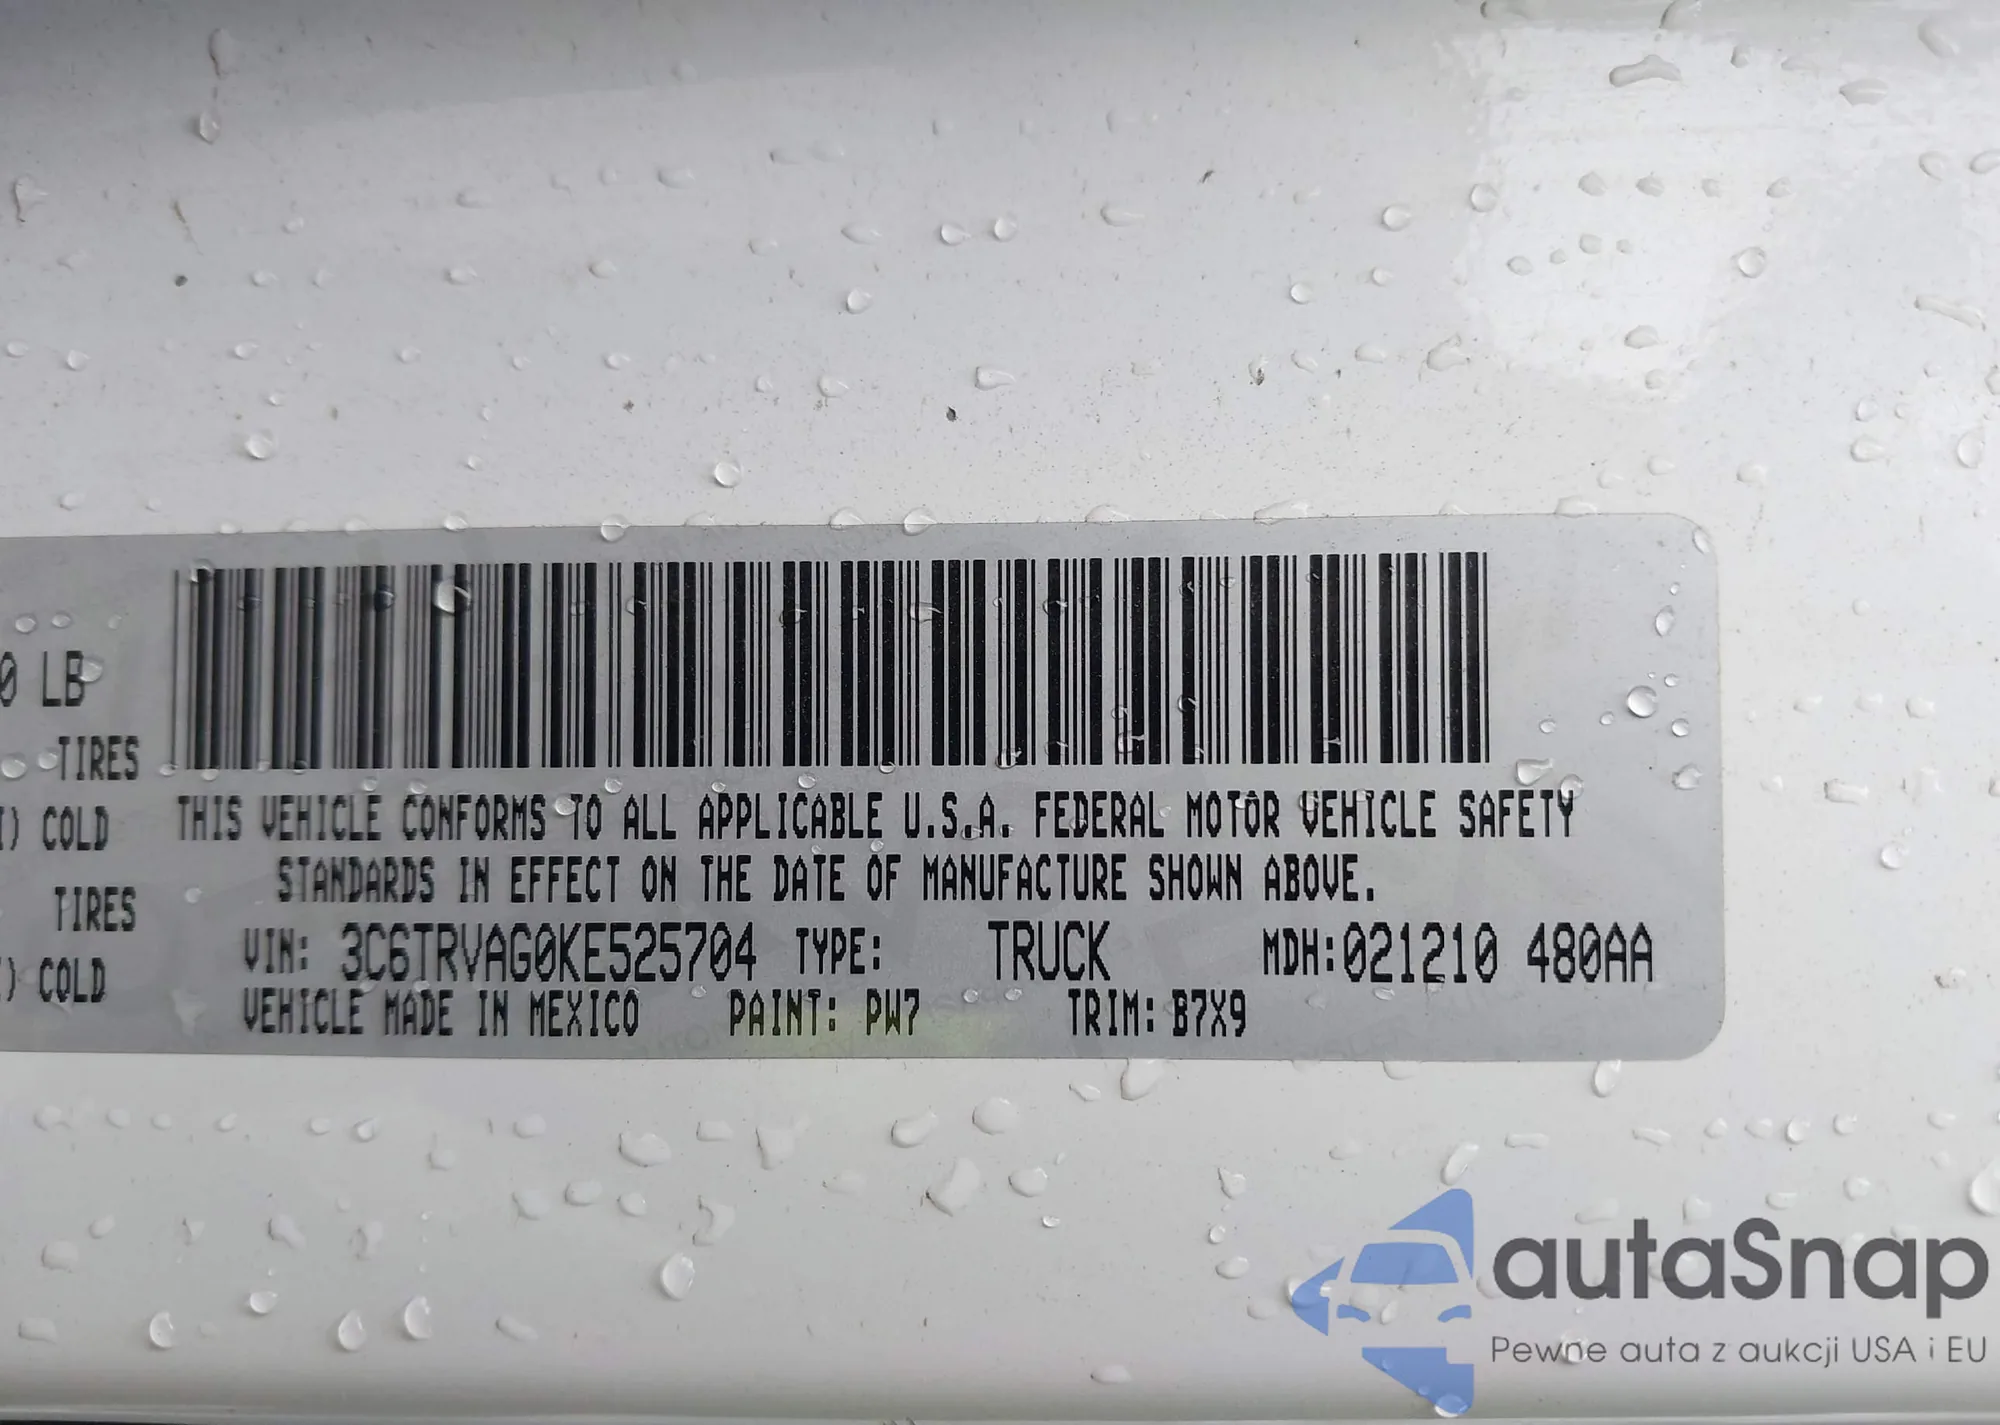 0 LB
TIRES
) COLD
TIRES
) COLD
THIS VEHICLE CONFORMS TO ALL APPLICABLE U.S.A. FEDERAL MOTOR VEHICLE SAFETY
STANDARDS IN EFFECT ON THE DATE OF MANUFACTURE SHOWN ABOVE.
VIN: 3C6TRVAG0KE525704 TYPE: TRUCK MDH:021210 480AA
VEHICLE MADE IN MEXICO PAINT: PW7 TRIM: B7X9
autaSnap
Pewne auta z aukcji USA i EU